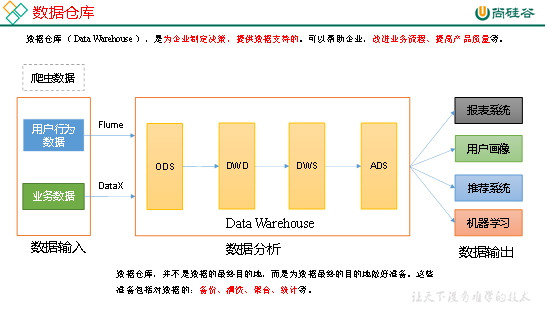 数据仓库
尚硅谷
数据仓库（Data Warehouse），是为企业制定决策，提供数据支持的。可以帮助企业，改进业务流程、提高产品质量等。
爬虫数据
用户行为
数据
Flume
业务数据
DataX
ODS
DWD
DWS
ADS
Data Warehouse
报表系统
用户画像
推荐系统
机器学习
数据输入
数据分析
数据输出
数据仓库，并不是数据的最终目的地，而是为数据最终的目的地做好准备。这些
准备包括对数据的：备份、清洗、聚合、统计等。
让天下没有难学的技术